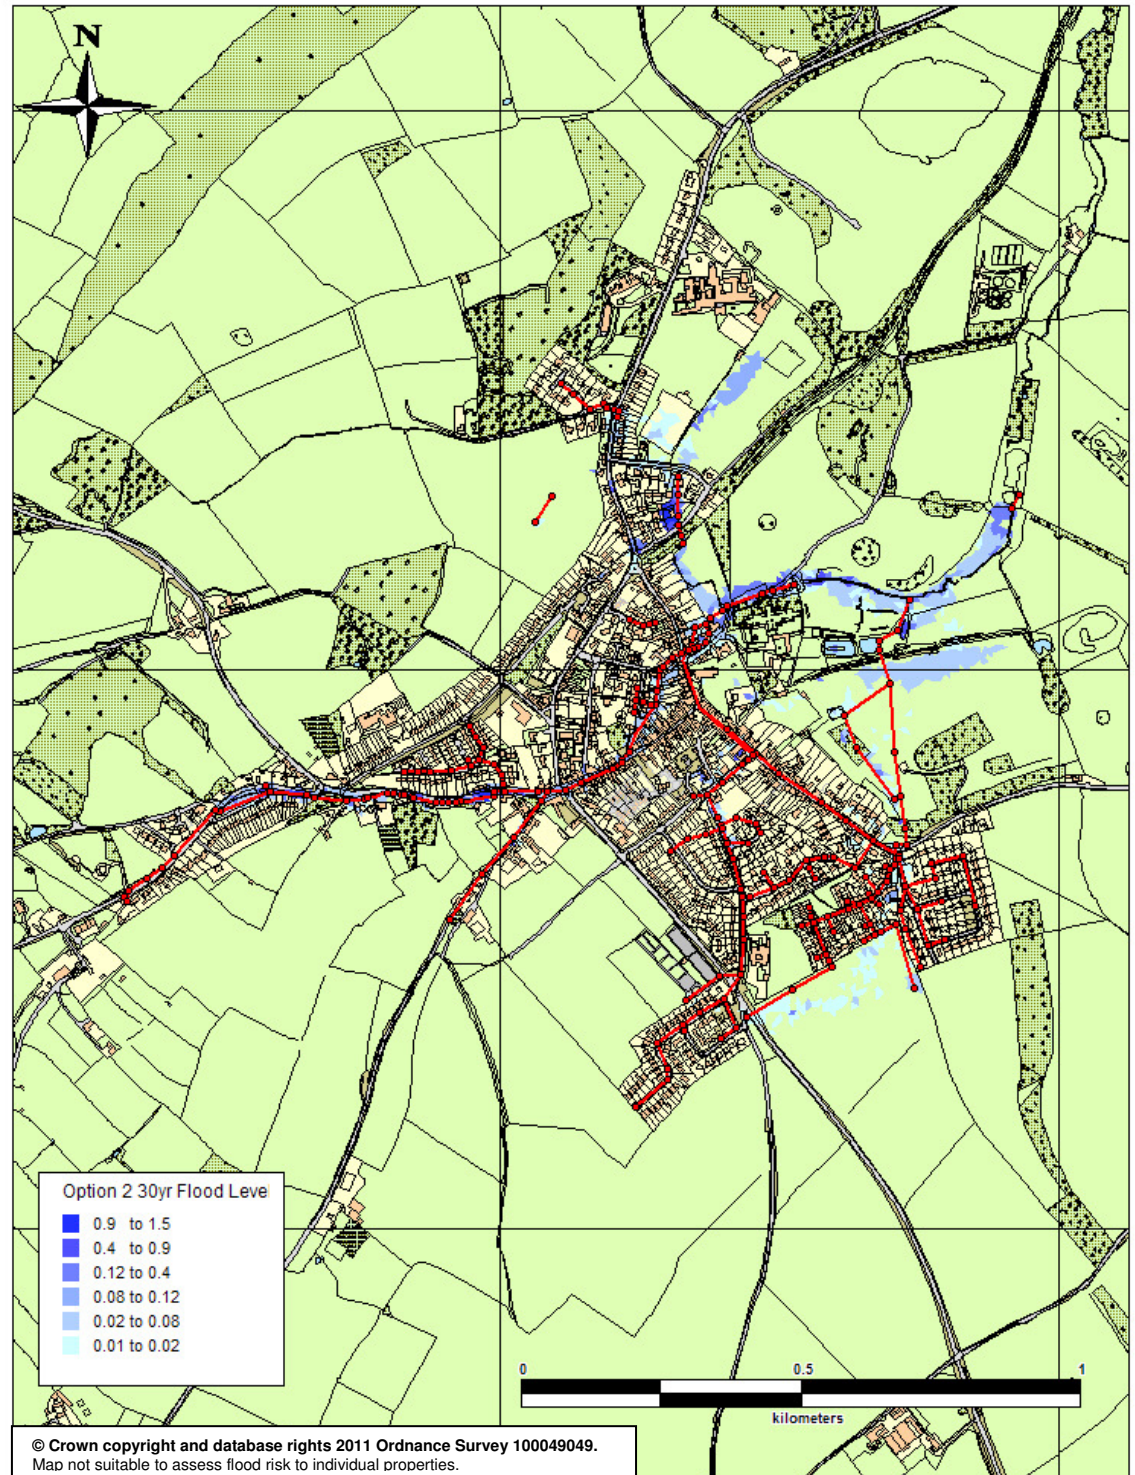 N
Option 2 30yr Flood Level
0.9 to 1.5
0.4 to 0.9
0.12 to 0.4
0.08 to 0.12
0.02 to 0.08
0.01 to 0.02
0 0.5 1
kilometers
© Crown copyright and database rights 2011 Ordnance Survey 100049049.
Map not suitable to assess flood risk to individual properties.